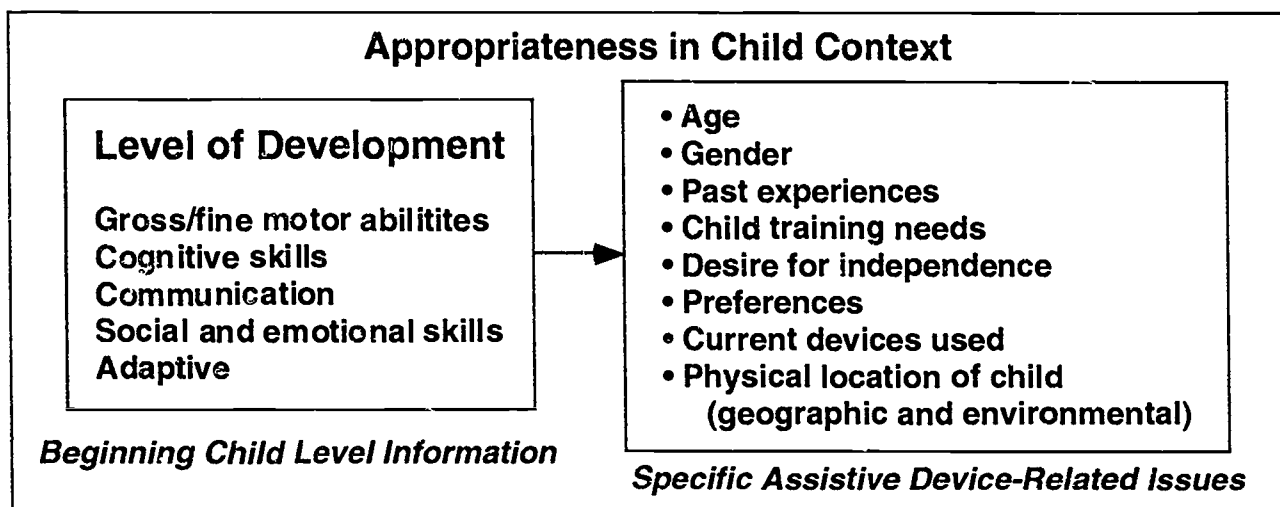 Appropriateness in Child Context
Level of Development
Gross/fine motor abilitites
Cognitive skills
Communication
Social and emotional skills
Adaptive
Beginning Child Level Information
• Age
• Gender
• Past experiences
• Child training needs
• Desire for independence
• Preferences
• Current devices used
• Physical location of child
(geographic and environmental)
Specific Assistive Device-Related Issues